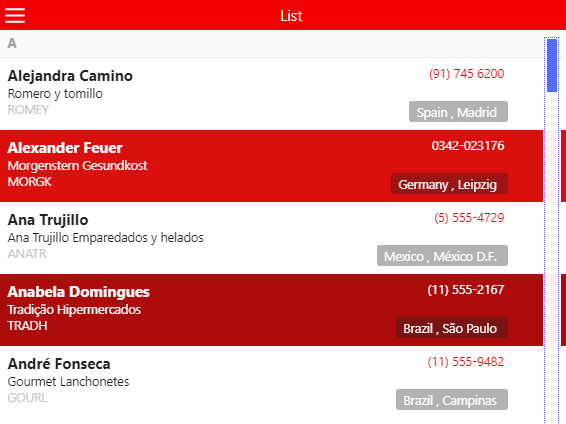 List
A
Alejandra Camino
(91) 745 6200
Romero y tomillo
ROMEY
Spain , Madrid
Alexander Feuer
0342-023176
Morgenstern Gesundkost
MORGK
Germany , Leipzig
Ana Trujillo
(5) 555-4729
Ana Trujillo Emparedados y helados
ANATR
Mexico , México D.F.
Anabela Domingues
(11) 555-2167
Tradição Hipermercados
TRADH
Brazil , São Paulo
André Fonseca
(11) 555-9482
Gourmet Lanchonetes
GOURL
Brazil , Campinas